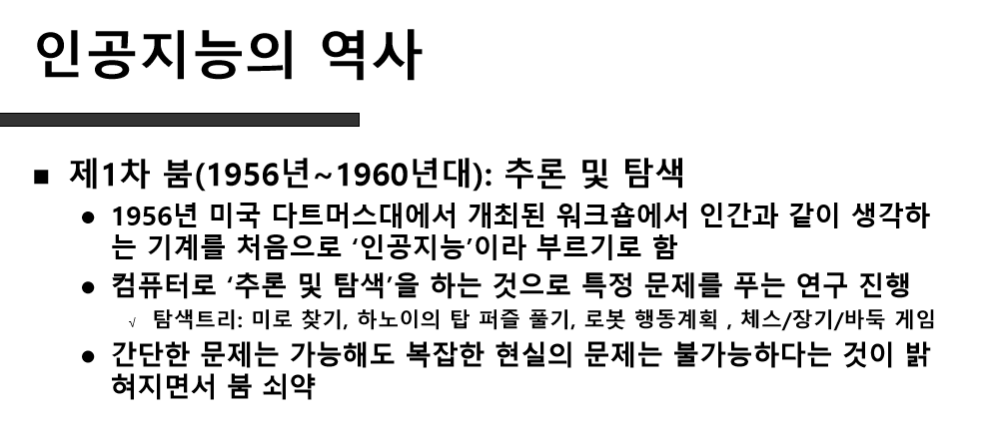 인공지능의 역사
■ 제1차 붐(1956년~1960년대): 추론 및 탐색
● 1956년 미국 다트머스대에서 개최된 워크숍에서 인간과 같이 생각하
는 기계를 처음으로 ‘인공지능’이라 부르기로 함
● 컴퓨터로 ‘추론 및 탐색’을 하는 것으로 특정 문제를 푸는 연구 진행
√ 탐색트리: 미로 찾기, 하노이의 탑 퍼즐 풀기, 로봇 행동계획 , 체스/장기/바둑 게임
● 간단한 문제는 가능해도 복잡한 현실의 문제는 불가능하다는 것이 밝
혀지면서 붐 쇠약